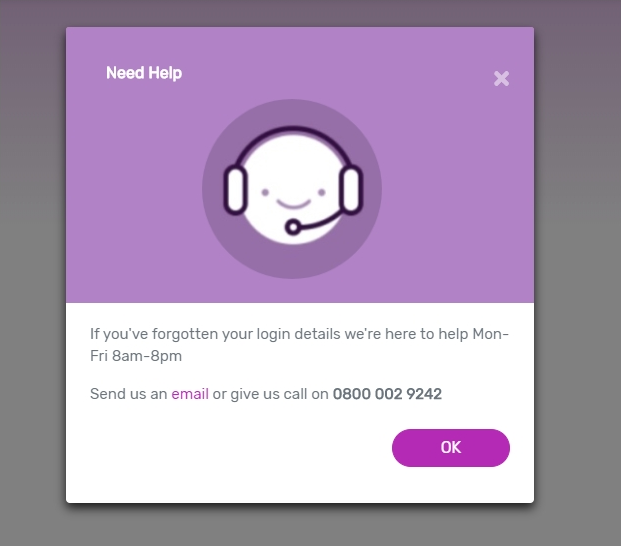 Need Help
If you've forgotten your login details we're here to help Mon-
Fri 8am-8pm
Send us an email or give us call on 0800 002 9242
OK